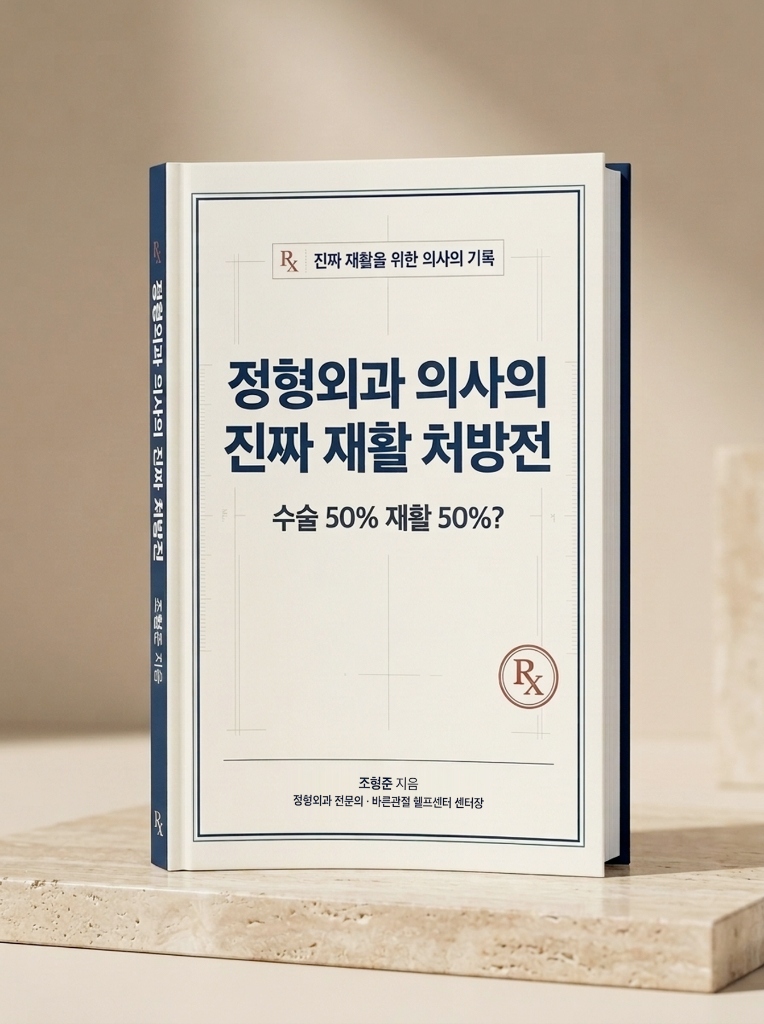 Rx 진짜 재활을 위한 의사의 기록
정형외과 의사의
진짜 재활 처방전
수술 50% 재활 50%?
Rx
조형준 지음
정형외과 전문의 · 바른관절 헬프센터 센터장
Rx 정형외과 의사의 진짜 처방전 조형준 지음 Rx